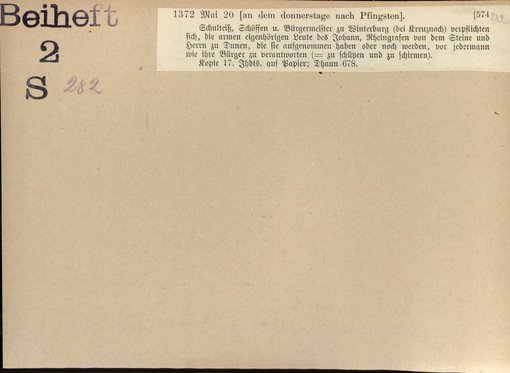 Beiheft
2
S 282
1372 Mai 20 [an dem donnerstage nach Pfingsten]. [574
Schulteiß, Schöffen u. Bürgermeister zu Winterburg (bei Kreuznach) verpflichten
sich, die armen eigenhörigen Leute des Johann, Rheingrafen von dem Steine und
Herrn zu Dunen, die sie aufgenommen haben oder noch werden, vor jedermann
wie ihre Bürger zu verantworten (= zu schützen und zu schirmen).
Kopie 17. Jhdts. auf Papier; Dhaun 678.